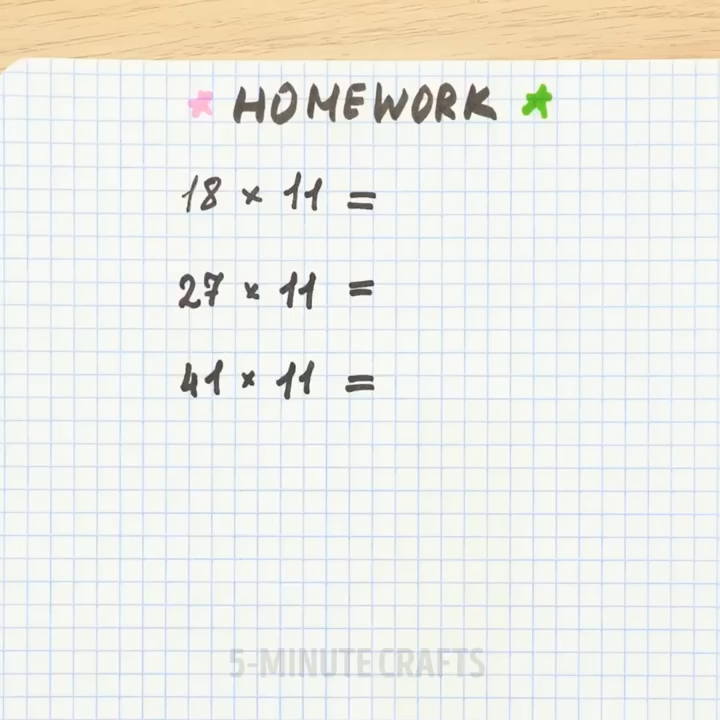 HOMEWORK
18 × 11 =
27 × 11 =
41 × 11 =
5-MINUTE CRAFTS